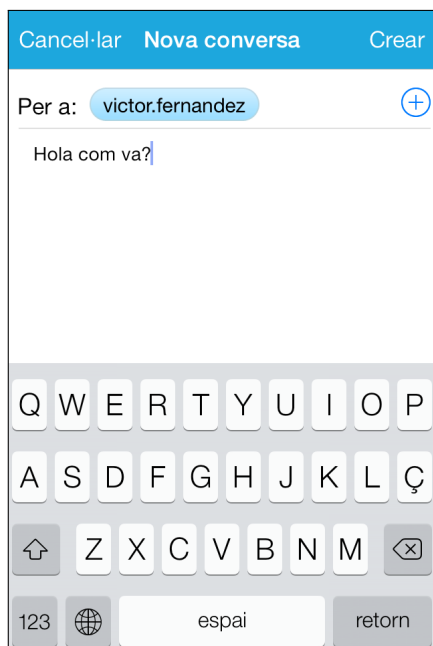 Cancel·lar Nova conversa Crear
Per a: victor.fernandez
Hola com va?
Q W E R T Y U I O P
A S D F G H J K L Ç
Z X C V B N M
123 espai retorn